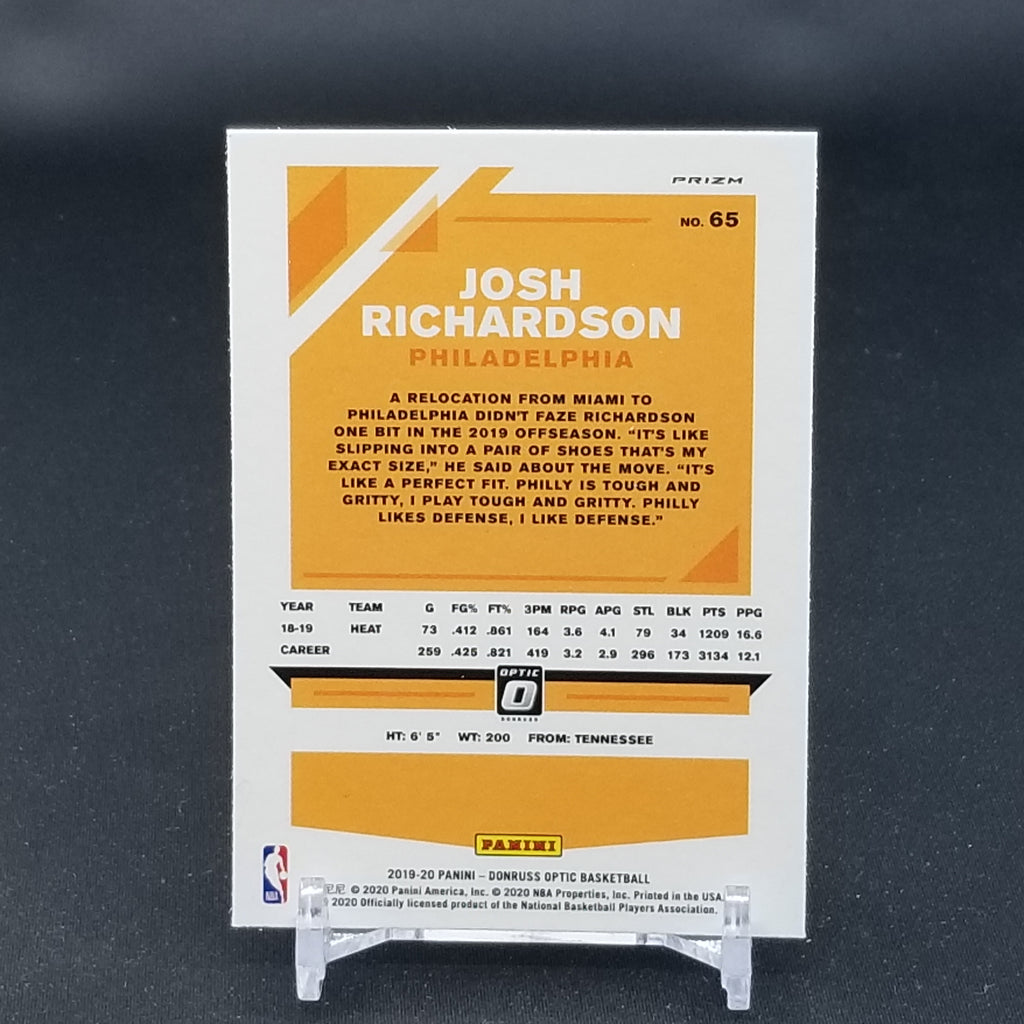 PRIZM
NO. 65
JOSH
RICHARDSON
PHILADELPHIA
A RELOCATION FROM MIAMI TO
PHILADELPHIA DIDN'T FAZE RICHARDSON
ONE BIT IN THE 2019 OFFSEASON. "IT'S LIKE
SLIPPING INTO A PAIR OF SHOES THAT'S MY
EXACT SIZE," HE SAID ABOUT THE MOVE. "IT'S
LIKE A PERFECT FIT. PHILLY IS TOUGH AND
GRITTY, I PLAY TOUGH AND GRITTY. PHILLY
LIKES DEFENSE, I LIKE DEFENSE."
YEAR TEAM G FG% FT% 3PM RPG APG STL BLK PTS PPG
18-19 HEAT 73 .412 .861 164 3.6 4.1 79 34 1209 16.6
CAREER 259 .425 .821 419 3.2 2.9 296 173 3134 12.1
OPTIC
O
DONRUSS
HT: 6' 5" WT: 200 FROM: TENNESSEE
PANINI
NBA
2019-20 PANINI – DONRUSS OPTIC BASKETBALL
尼 © 2020 Panini America, Inc. © 2020 NBA Properties, Inc. Printed in the USA.
2020 Officially licensed product of the National Basketball Players Association.